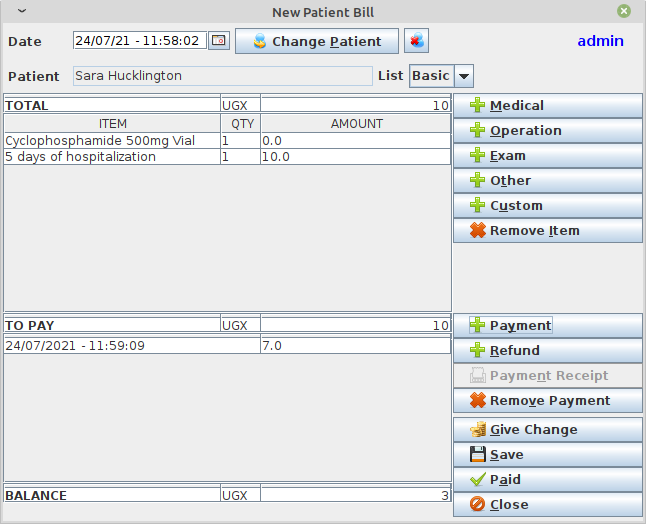 New Patient Bill
Date 24/07/21 - 11:58:02 Change Patient admin
Patient Sara Hucklington List Basic
TOTAL UGX 10
ITEM QTY AMOUNT
Cyclophosphamide 500mg Vial 1 0.0
5 days of hospitalization 1 10.0
Medical
Operation
Exam
Other
Custom
Remove Item
TO PAY UGX 10
24/07/2021 - 11:59:09 7.0
BALANCE UGX 3
Payment
Refund
Payment Receipt
Remove Payment
Give Change
Save
Paid
Close